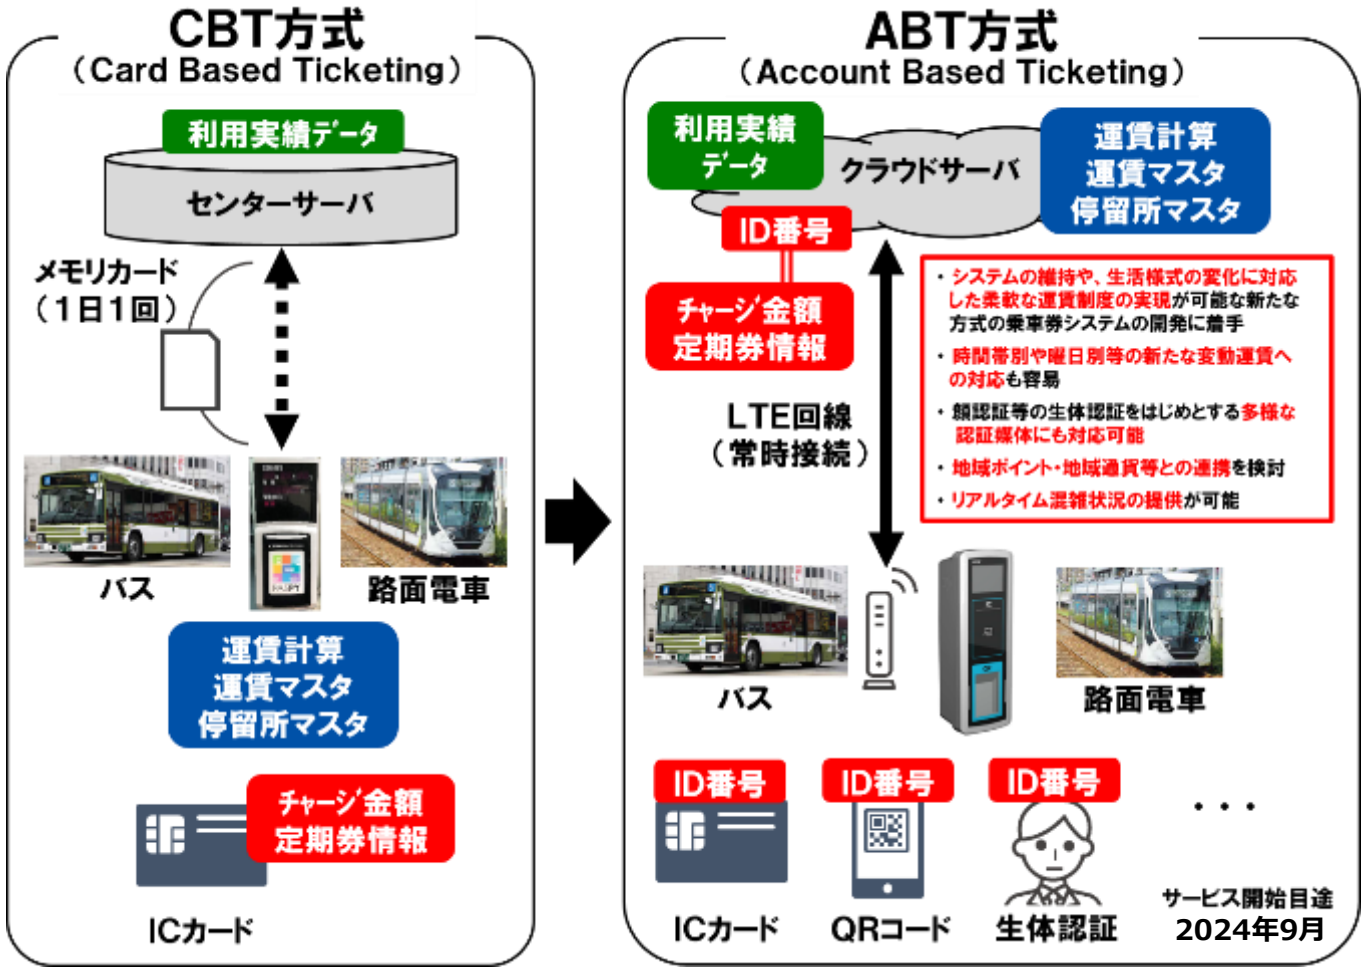 CBT方式
（Card Based Ticketing）
利用実績データ
センターサーバ
メモリカード
（1日1回）
バス
路面電車
運賃計算
運賃マスタ
停留所マスタ
チャージ金額
定期券情報
ICカード
ABT方式
（Account Based Ticketing）
利用実績
データ
クラウドサーバ
運賃計算
運賃マスタ
停留所マスタ
ID番号
チャージ金額
定期券情報
LTE回線
（常時接続）
・システムの維持や、生活様式の変化に対応
した柔軟な運賃制度の実現が可能な新たな
方式の乗車券システムの開発に着手
・時間帯別や曜日別等の新たな変動運賃へ
の対応も容易
・顔認証等の生体認証をはじめとする多様な
認証媒体にも対応可能
・地域ポイント・地域通貨等との連携を検討
・リアルタイム混雑状況の提供が可能
バス
路面電車
ID番号
ID番号
ID番号
・・・
ICカード
QRコード
生体認証
サービス開始目途
2024年9月